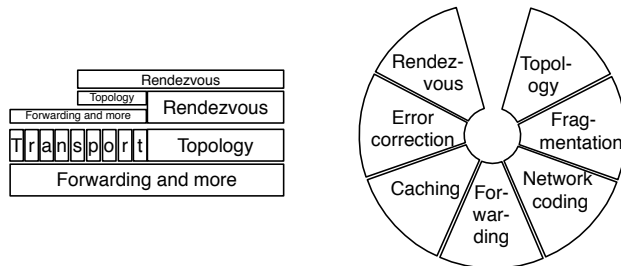 Rendezvous
Topology
Rendezvous
Forwarding and more
Transport
Topology
Forwarding and more
Rendez-
vous
Topol-
ogy
Error
correction
Frag-
mentation
Caching
For-
war-
ding
Network
coding